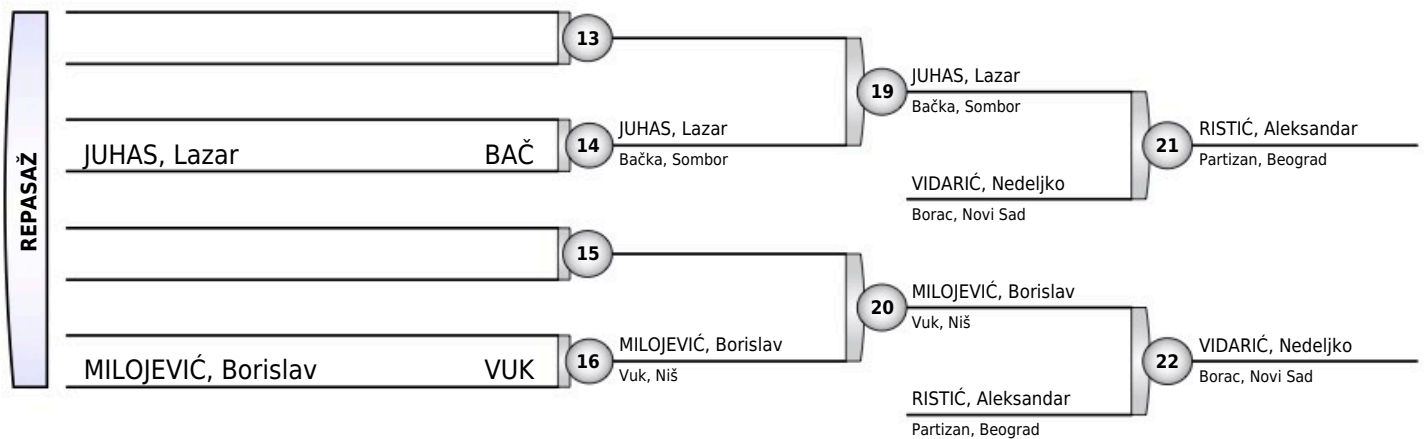 REPASAŽ
13
14
JUHAS, Lazar BAČ
JUHAS, Lazar
Bačka, Sombor
19
JUHAS, Lazar
Bačka, Sombor
VIDARIĆ, Nedeljko
Borac, Novi Sad
21
RISTIĆ, Aleksandar
Partizan, Beograd
15
16
MILOJEVIĆ, Borislav VUK
MILOJEVIĆ, Borislav
Vuk, Niš
20
MILOJEVIĆ, Borislav
Vuk, Niš
RISTIĆ, Aleksandar
Partizan, Beograd
22
VIDARIĆ, Nedeljko
Borac, Novi Sad